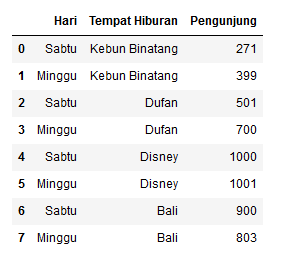 Hari Tempat Hiburan Pengunjung
0 Sabtu Kebun Binatang 271
1 Minggu Kebun Binatang 399
2 Sabtu Dufan 501
3 Minggu Dufan 700
4 Sabtu Disney 1000
5 Minggu Disney 1001
6 Sabtu Bali 900
7 Minggu Bali 803